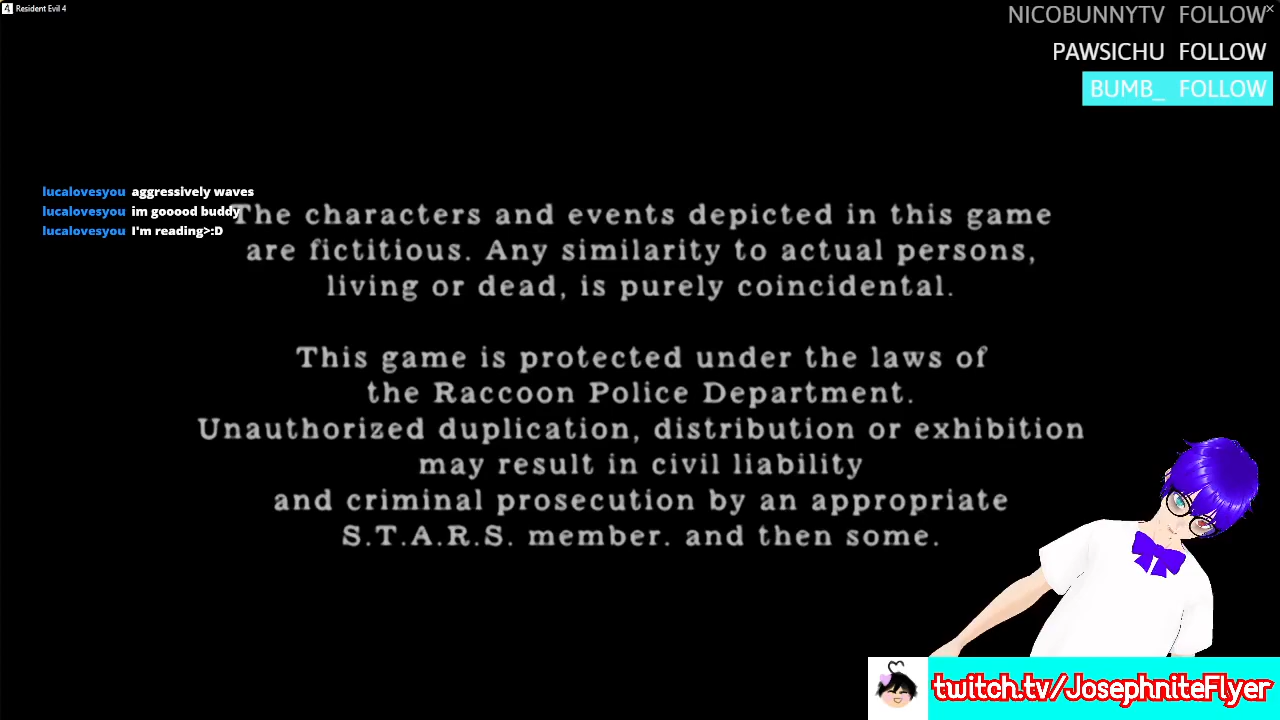 4 Resident Evil 4
NICOBUNNYTV FOLLOW
PAWSICHU FOLLOW
BUMB_ FOLLOW
lucalovesyou aggressively waves
lucalovesyou im gooood buddy
lucalovesyou I'm reading>:D
The characters and events depicted in this game
are fictitious. Any similarity to actual persons,
living or dead, is purely coincidental.
This game is protected under the laws of
the Raccoon Police Department.
Unauthorized duplication, distribution or exhibition
may result in civil liability
and criminal prosecution by an appropriate
S.T.A.R.S. member. and then some.
twitch.tv/JosephniteFlyer